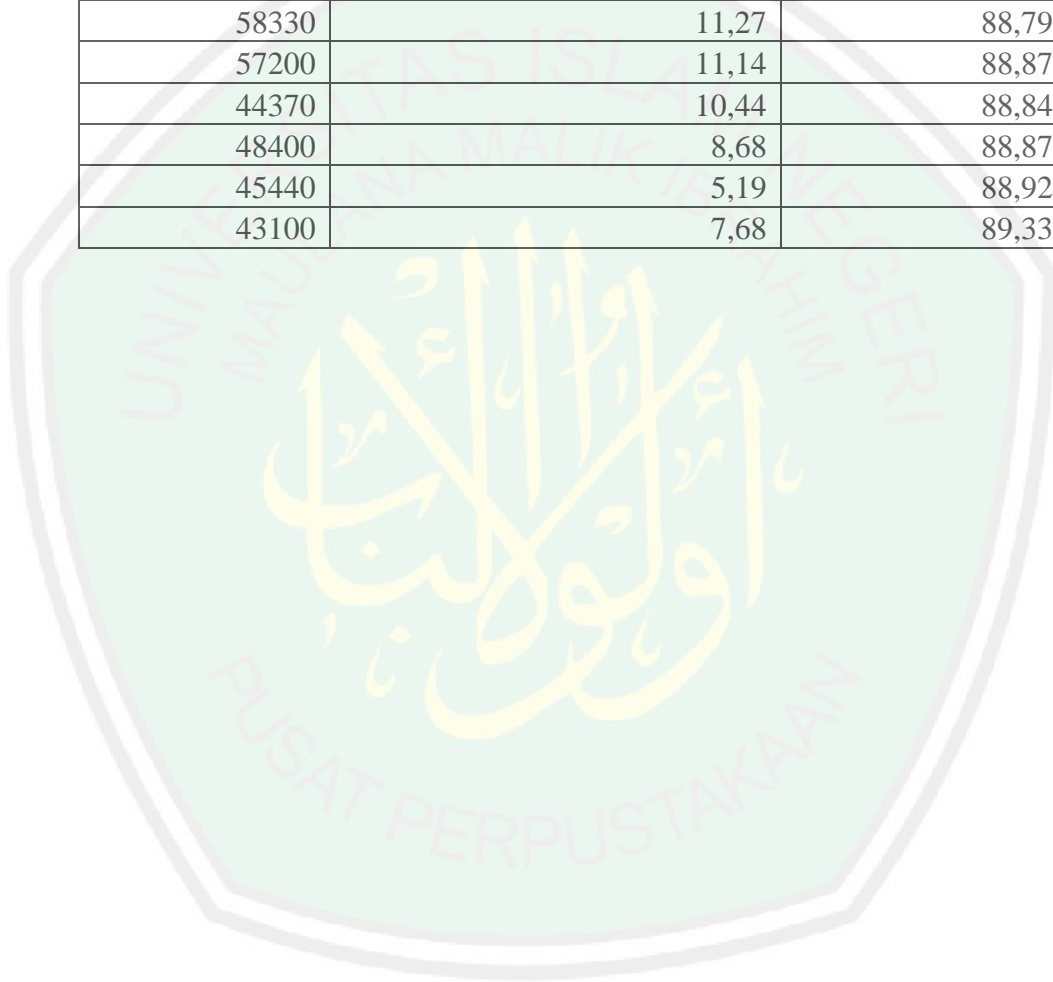 58330 11,27 88,79
57200 11,14 88,87
44370 10,44 88,84
48400 8,68 88,87
45440 5,19 88,92
43100 7,68 89,33
UNIVERSITAS ISLAM NEGERI
MAULANA MALIK IBRAHIM
أولوا الألباب
PUSAT PERPUSTAKAAN